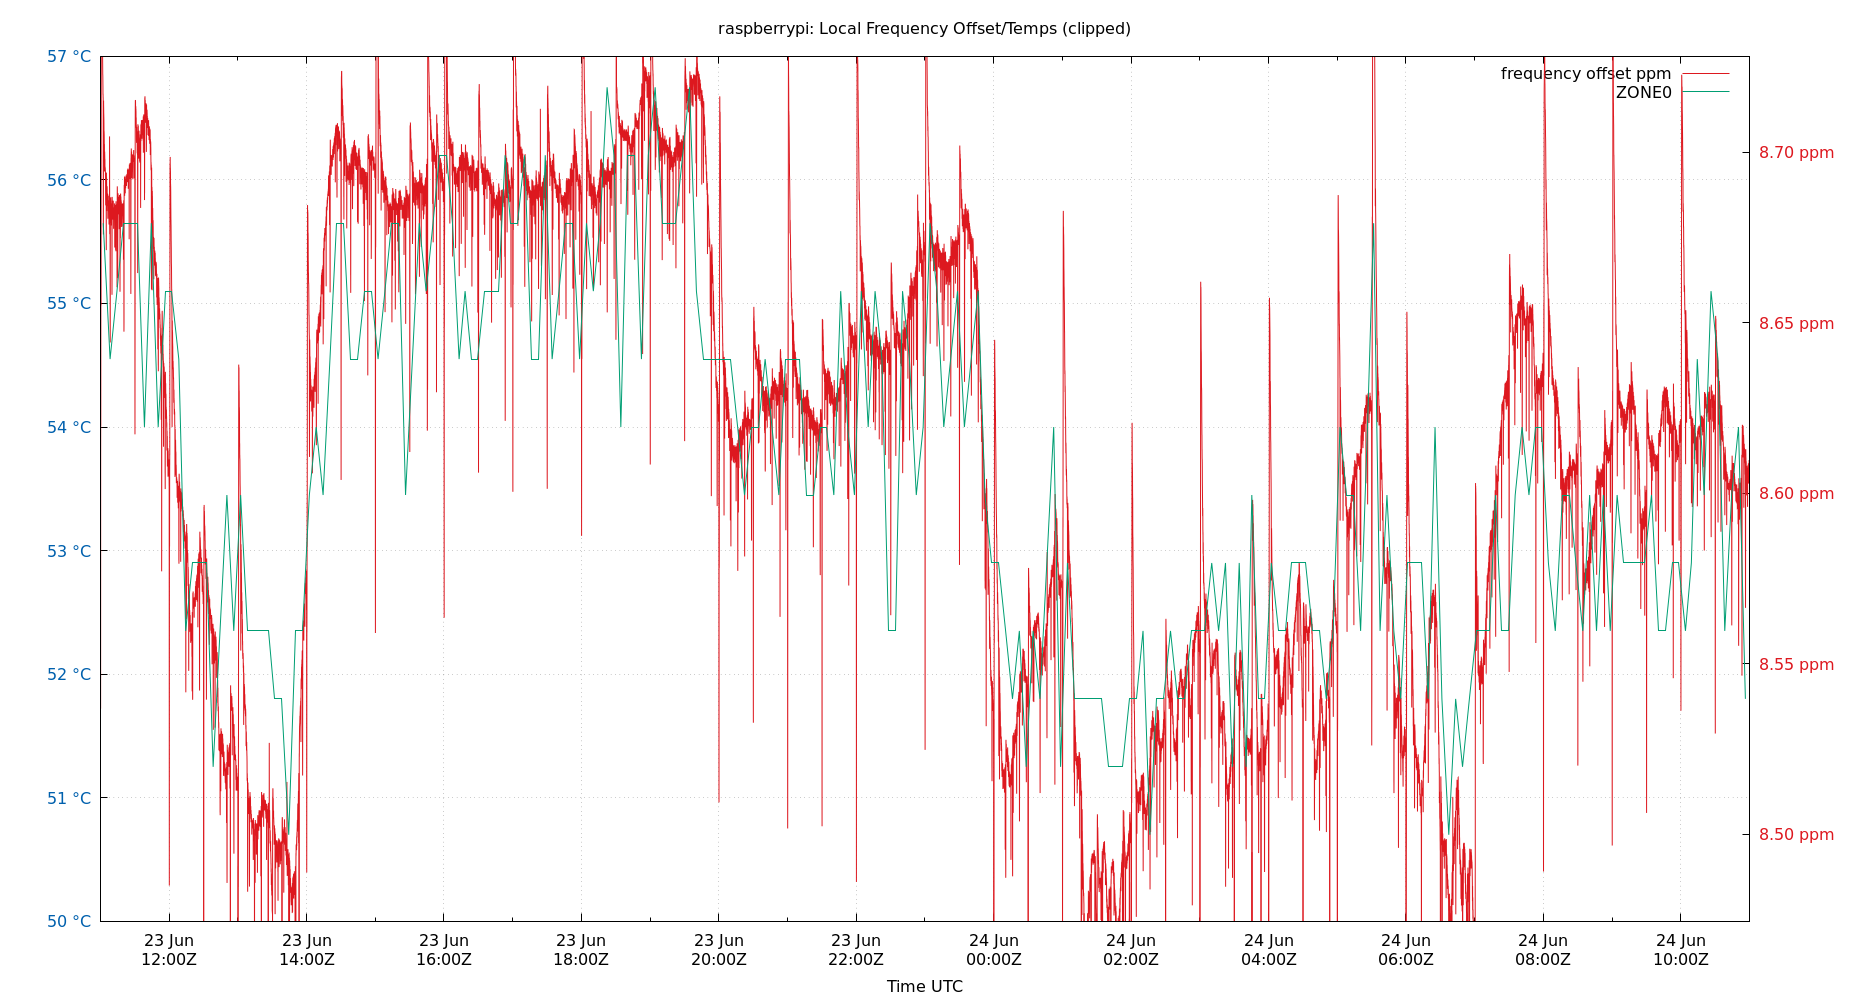 raspberrypi: Local Frequency Offset/Temps (clipped)
57 °C
56 °C
55 °C
54 °C
53 °C
52 °C
51 °C
50 °C
frequency offset ppm
ZONE0
8.70 ppm
8.65 ppm
8.60 ppm
8.55 ppm
8.50 ppm
23 Jun 23 Jun 23 Jun 23 Jun 23 Jun 23 Jun 24 Jun 24 Jun 24 Jun 24 Jun 24 Jun 24 Jun
12:00Z 14:00Z 16:00Z 18:00Z 20:00Z 22:00Z 00:00Z 02:00Z 04:00Z 06:00Z 08:00Z 10:00Z
Time UTC